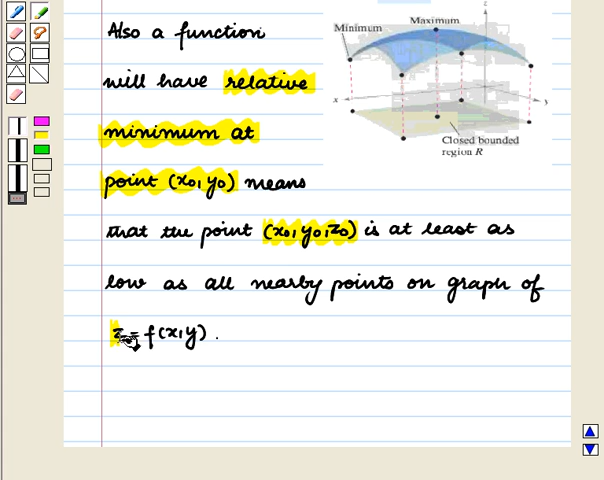 Also a function
Minimum
Maximum
z
x
y
Closed bounded
region R
will have relative
minimum at
point (x0, y0) means
that the point (x0, y0, z0) is at least as
low as all nearby points on graph of
z = f(x, y).